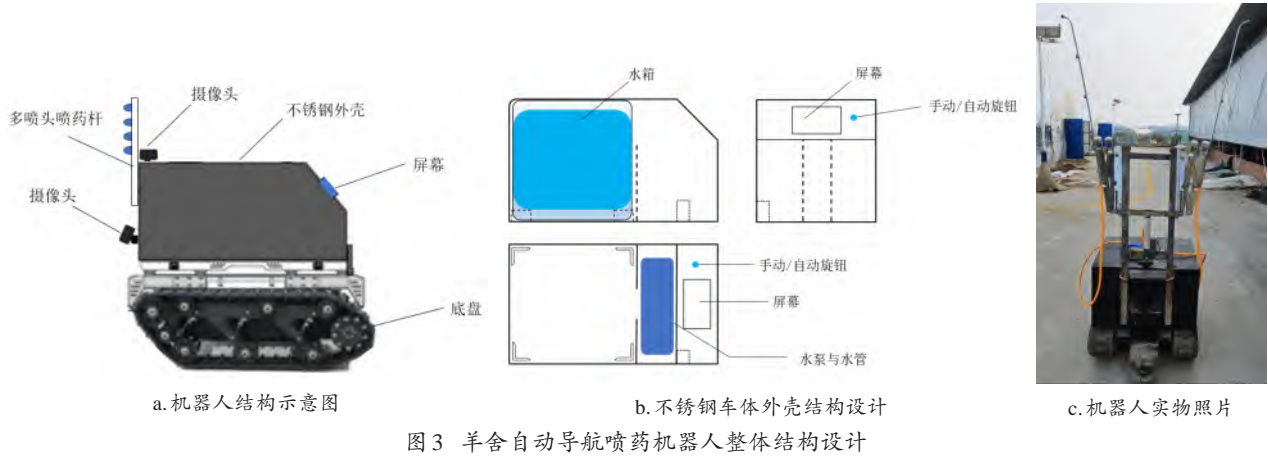 摄像头
不锈钢外壳
多喷头喷药杆
屏幕
摄像头
底盘
a.机器人结构示意图
水箱
屏幕
手动/自动旋钮
手动/自动旋钮
屏幕
水泵与水管
b.不锈钢车体外壳结构设计
c.机器人实物照片
图3 羊舍自动导航喷药机器人整体结构设计